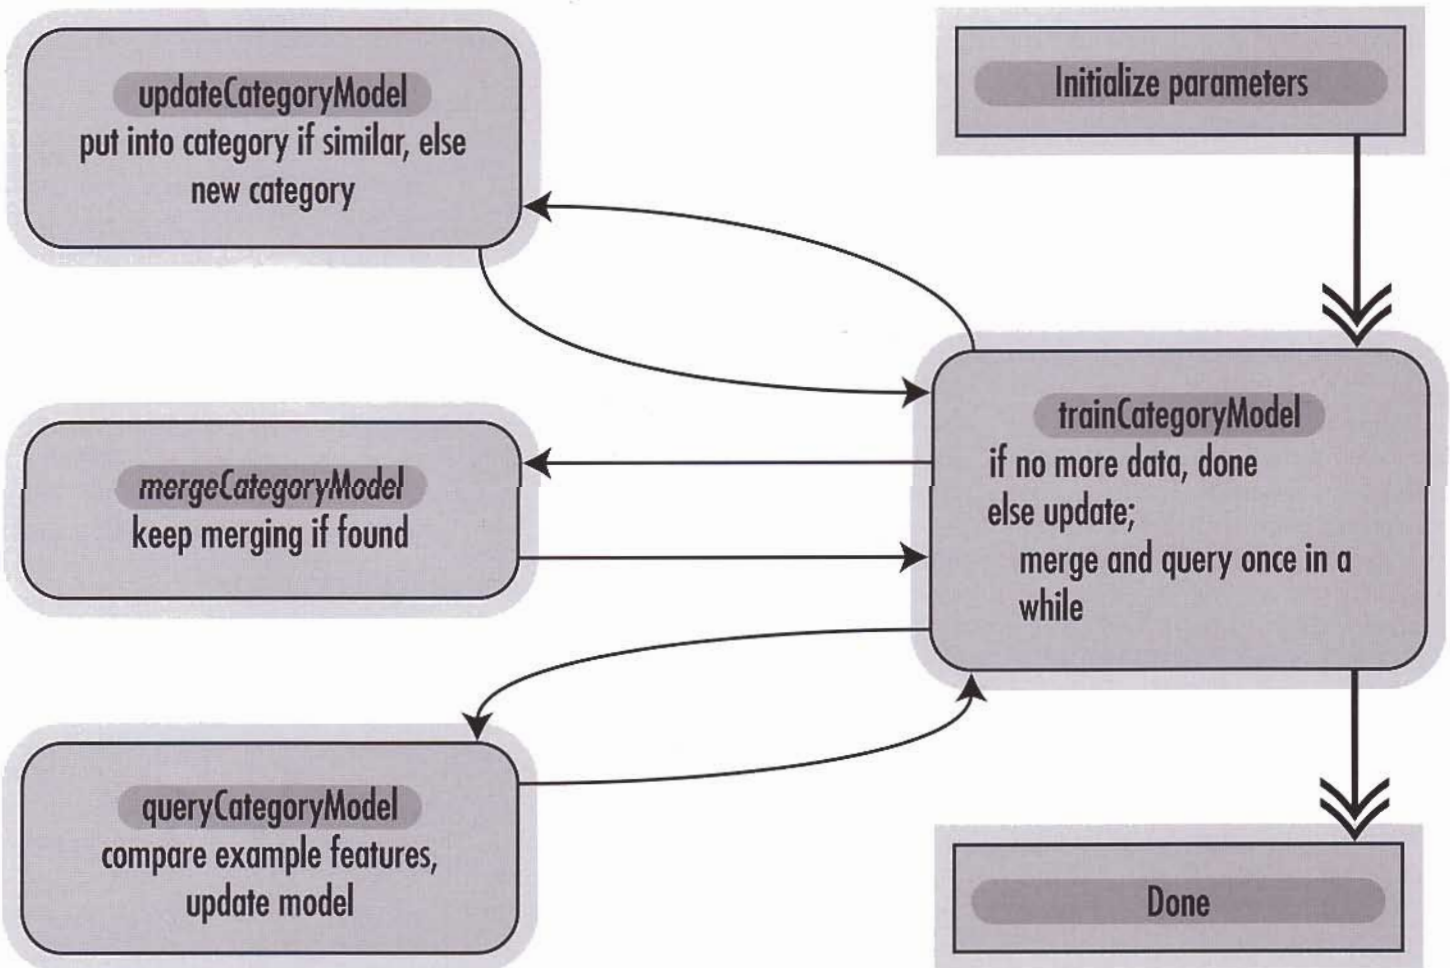 updateCategoryModel
put into category if similar, else
new category
Initialize parameters
trainCategoryModel
if no more data, done
else update;
merge and query once in a
while
mergeCategoryModel
keep merging if found
queryCategoryModel
compare example features,
update model
Done